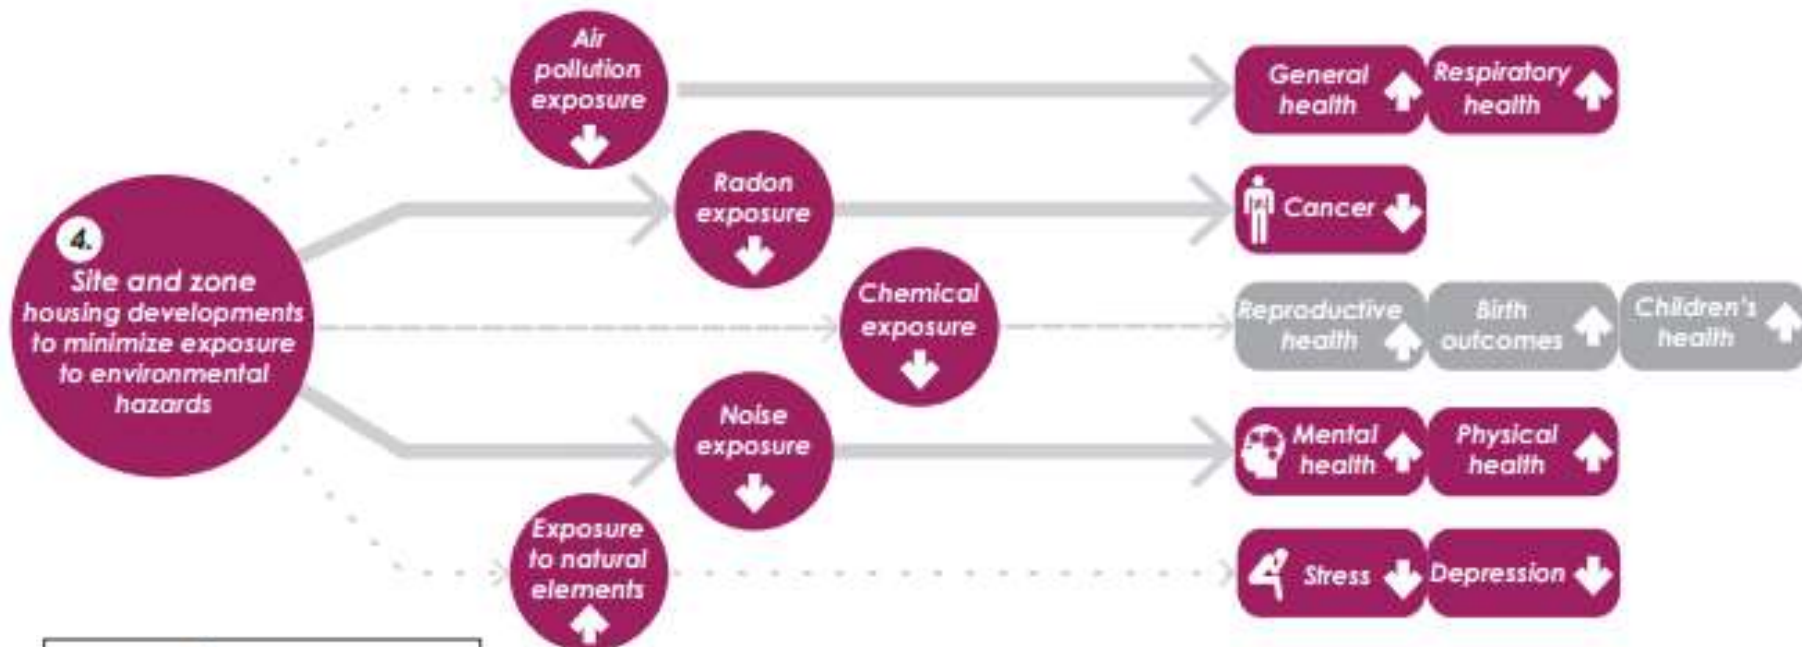 4.
Site and zone
housing developments
to minimize exposure
to environmental
hazards
Air
pollution
exposure
General
health
Respiratory
health
Radon
exposure
Cancer
Chemical
exposure
Reproductive
health
Birth
outcomes
Children's
health
Noise
exposure
Mental
health
Physical
health
Exposure
to natural
elements
Stress
Depression